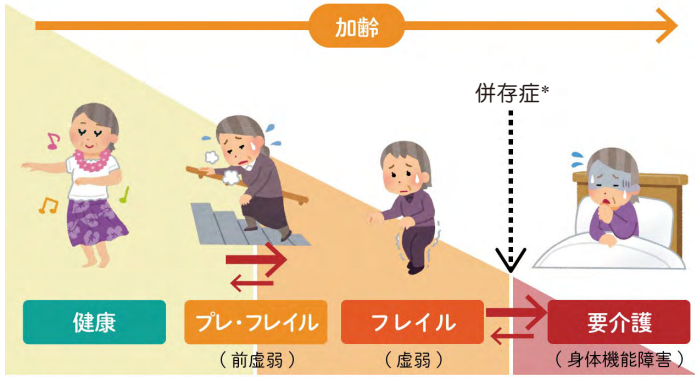 加齢
併存症*
健康
プレ・フレイル
フレイル
要介護
(前虚弱)
(虚弱)
(身体機能障害)